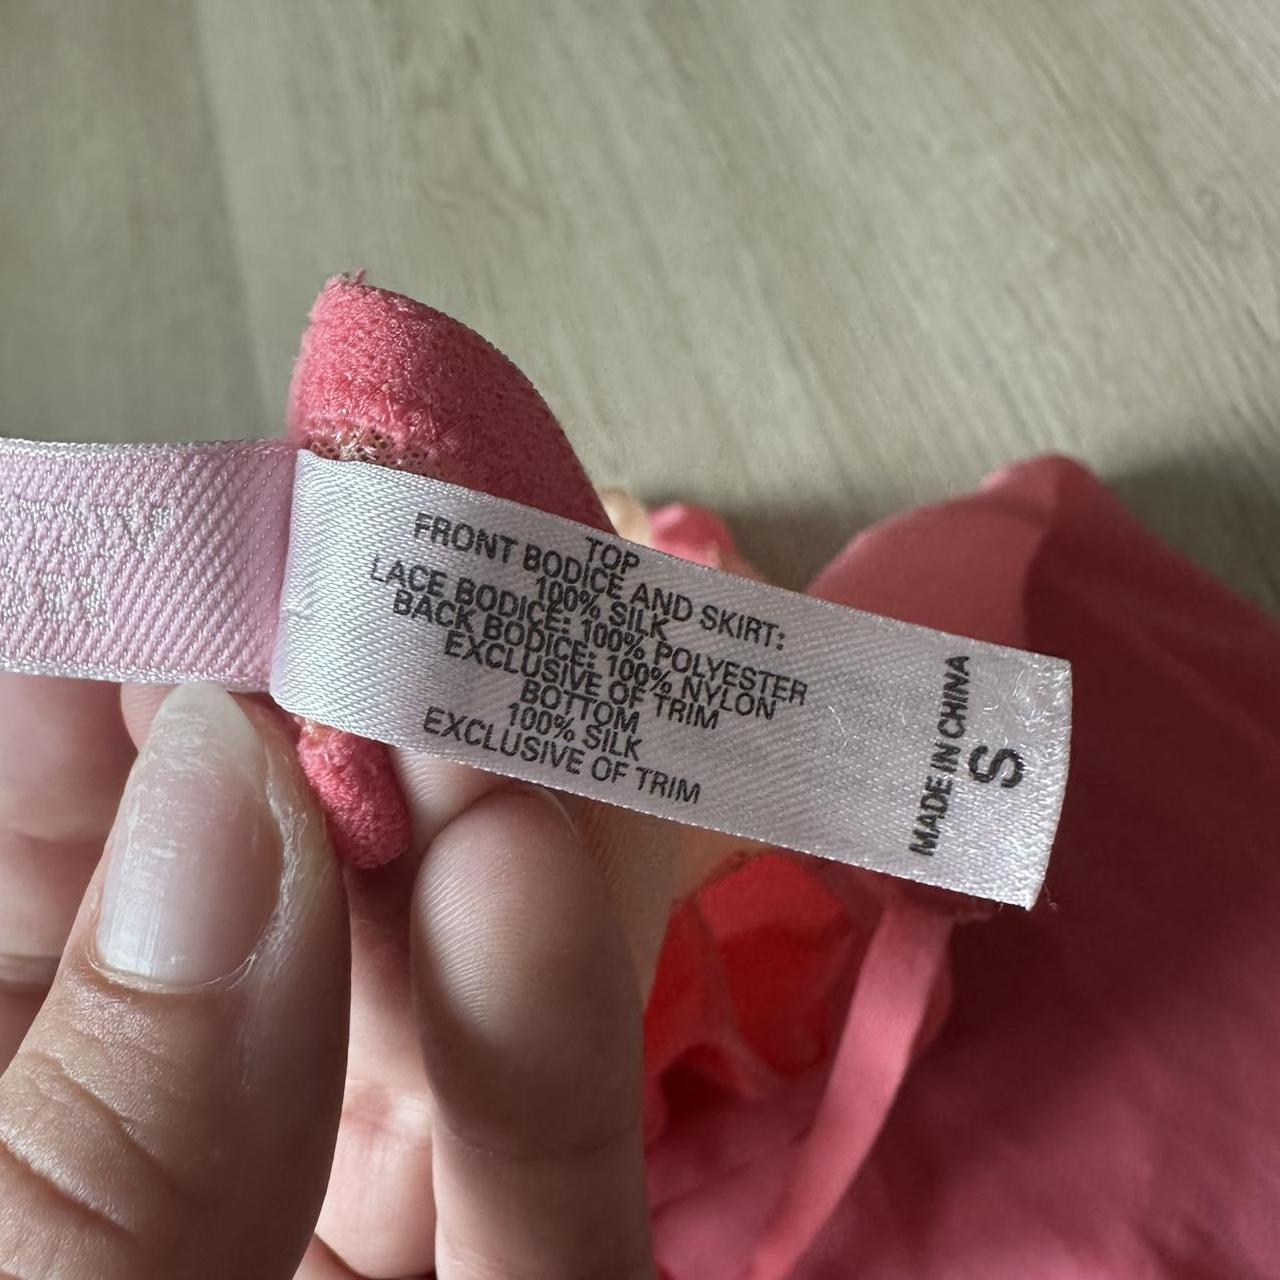 TOP
FRONT BODICE AND SKIRT:
100% SILK
LACE BODICE: 100% POLYESTER
BACK BODICE: 100% NYLON
EXCLUSIVE OF TRIM
BOTTOM
100% SILK
EXCLUSIVE OF TRIM
MADE IN CHINA
S